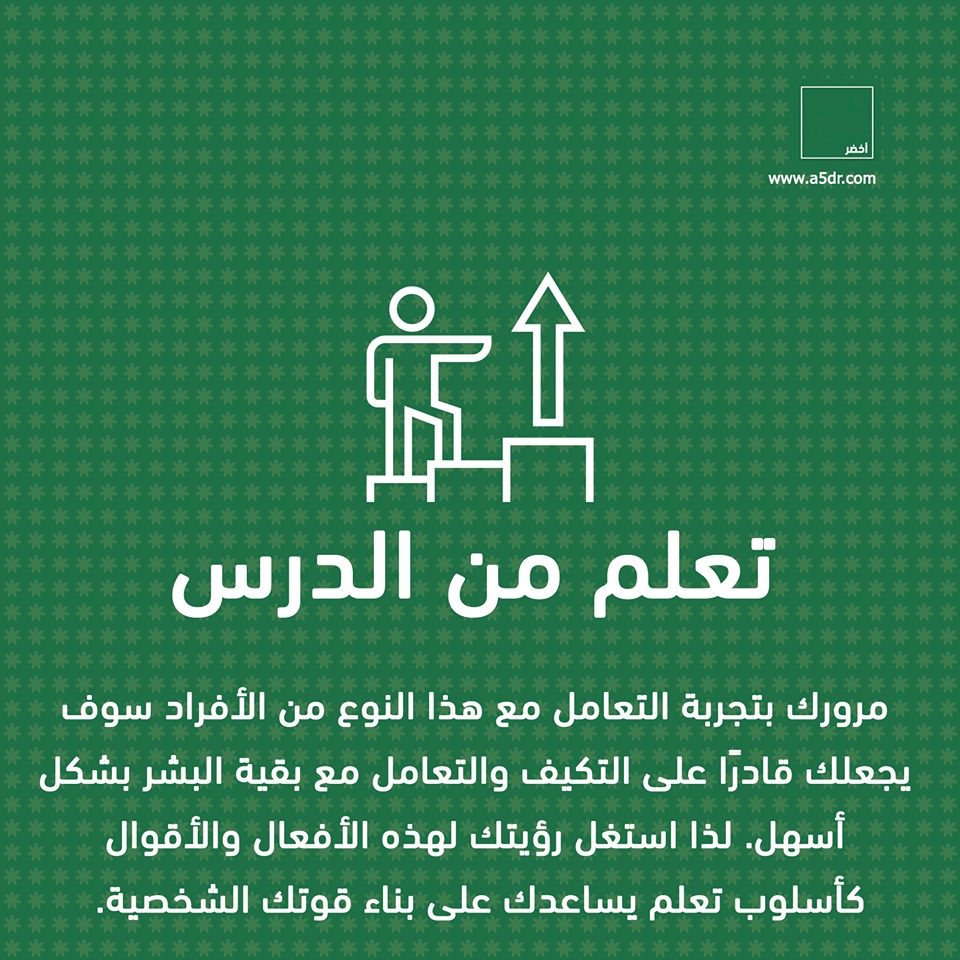 أخضر
www.a5dr.com
تعلم من الدرس
مرورك بتجربة التعامل مع هذا النوع من الأفراد سوف
يجعلك قادرًا على التكيف والتعامل مع بقية البشر بشكل
أسهل. لذا استغل رؤيتك لهذه الأفعال والأقوال
كأسلوب تعلم يساعدك على بناء قوتك الشخصية.